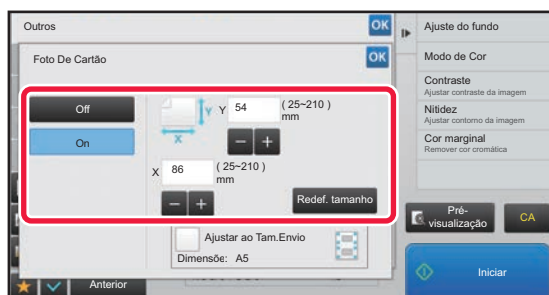 Outros
OK
Foto De Cartão
OK
Off
On
Y
Y
54
(25~210)
mm
X
X
86
(25~210)
mm
Redef. tamanho
Ajustar ao Tam.Envio
Dimensõe: A5
Anterior
Ajuste do fundo
Modo de Cor
Contraste
Ajustar contraste da imagem
Nitidez
Ajustar contorno da imagem
Cor marginal
Remover cor cromática
Pré-
visualização
CA
Iniciar